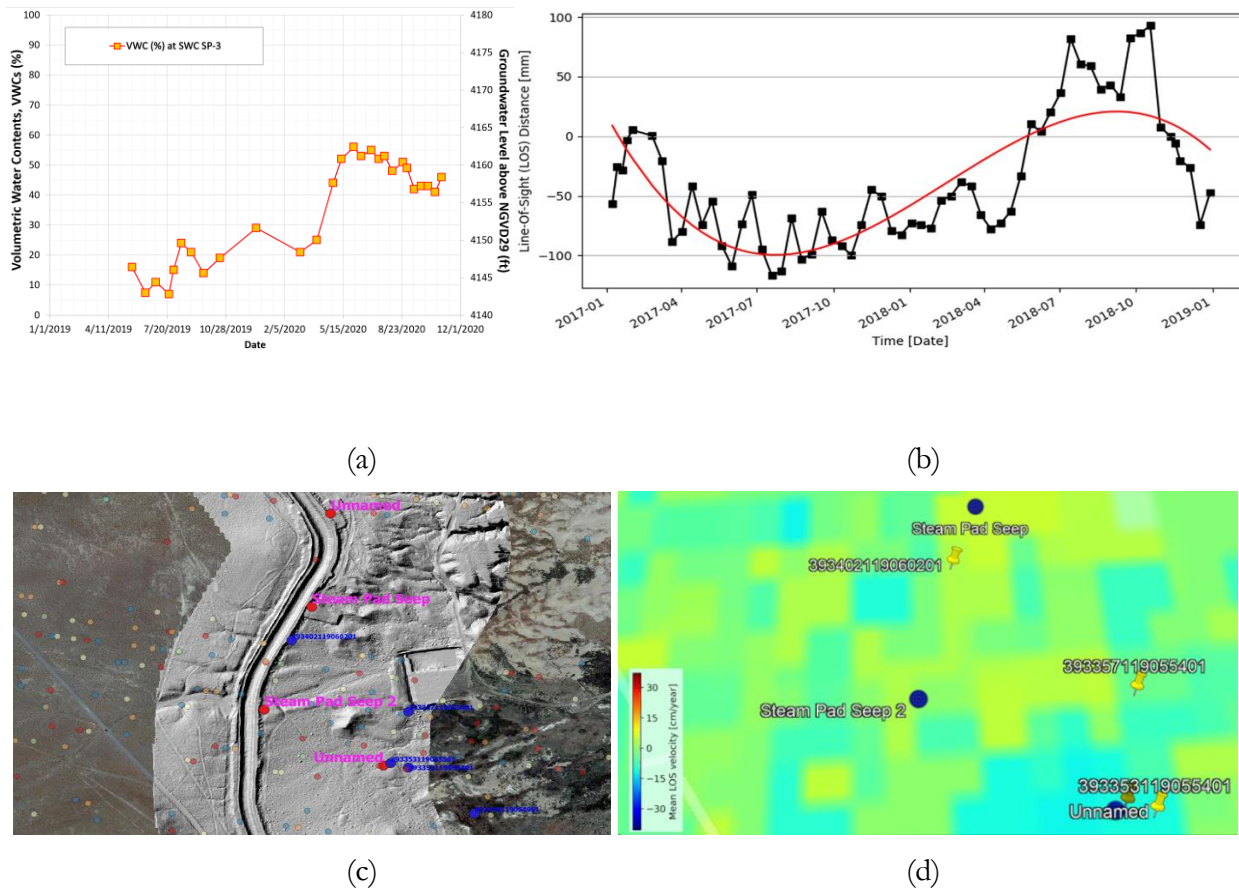 100
90
80
70
60
50
40
30
20
10
0
Volumetric Water Contents, VWCs (%)
VWC (%) at SWC SP-3
4180
4175
4170
4165
4160
4155
4150
4145
4140
Groundwater Level above NGVD29 (ft)
1/1/2019 4/11/2019 7/20/2019 10/28/2019 2/5/2020 5/15/2020 8/23/2020 12/1/2020
Date
Line-Of-Sight (LOS) Distance [mm]
100
50
0
−50
−100
2017-01 2017-04 2017-07 2017-10 2018-01 2018-04 2018-07 2018-10 2019-01
Time [Date]
(a)
(b)
Unnamed
Steam Pad Seep
393402119060201
Steam Pad Seep 2
Unnamed
Steam Pad Seep
393402119060201
393357119055401
Steam Pad Seep 2
393353119055401
Unnamed
Mean LOS velocity [cm/year]
30
15
0
−15
−30
(c)
(d)